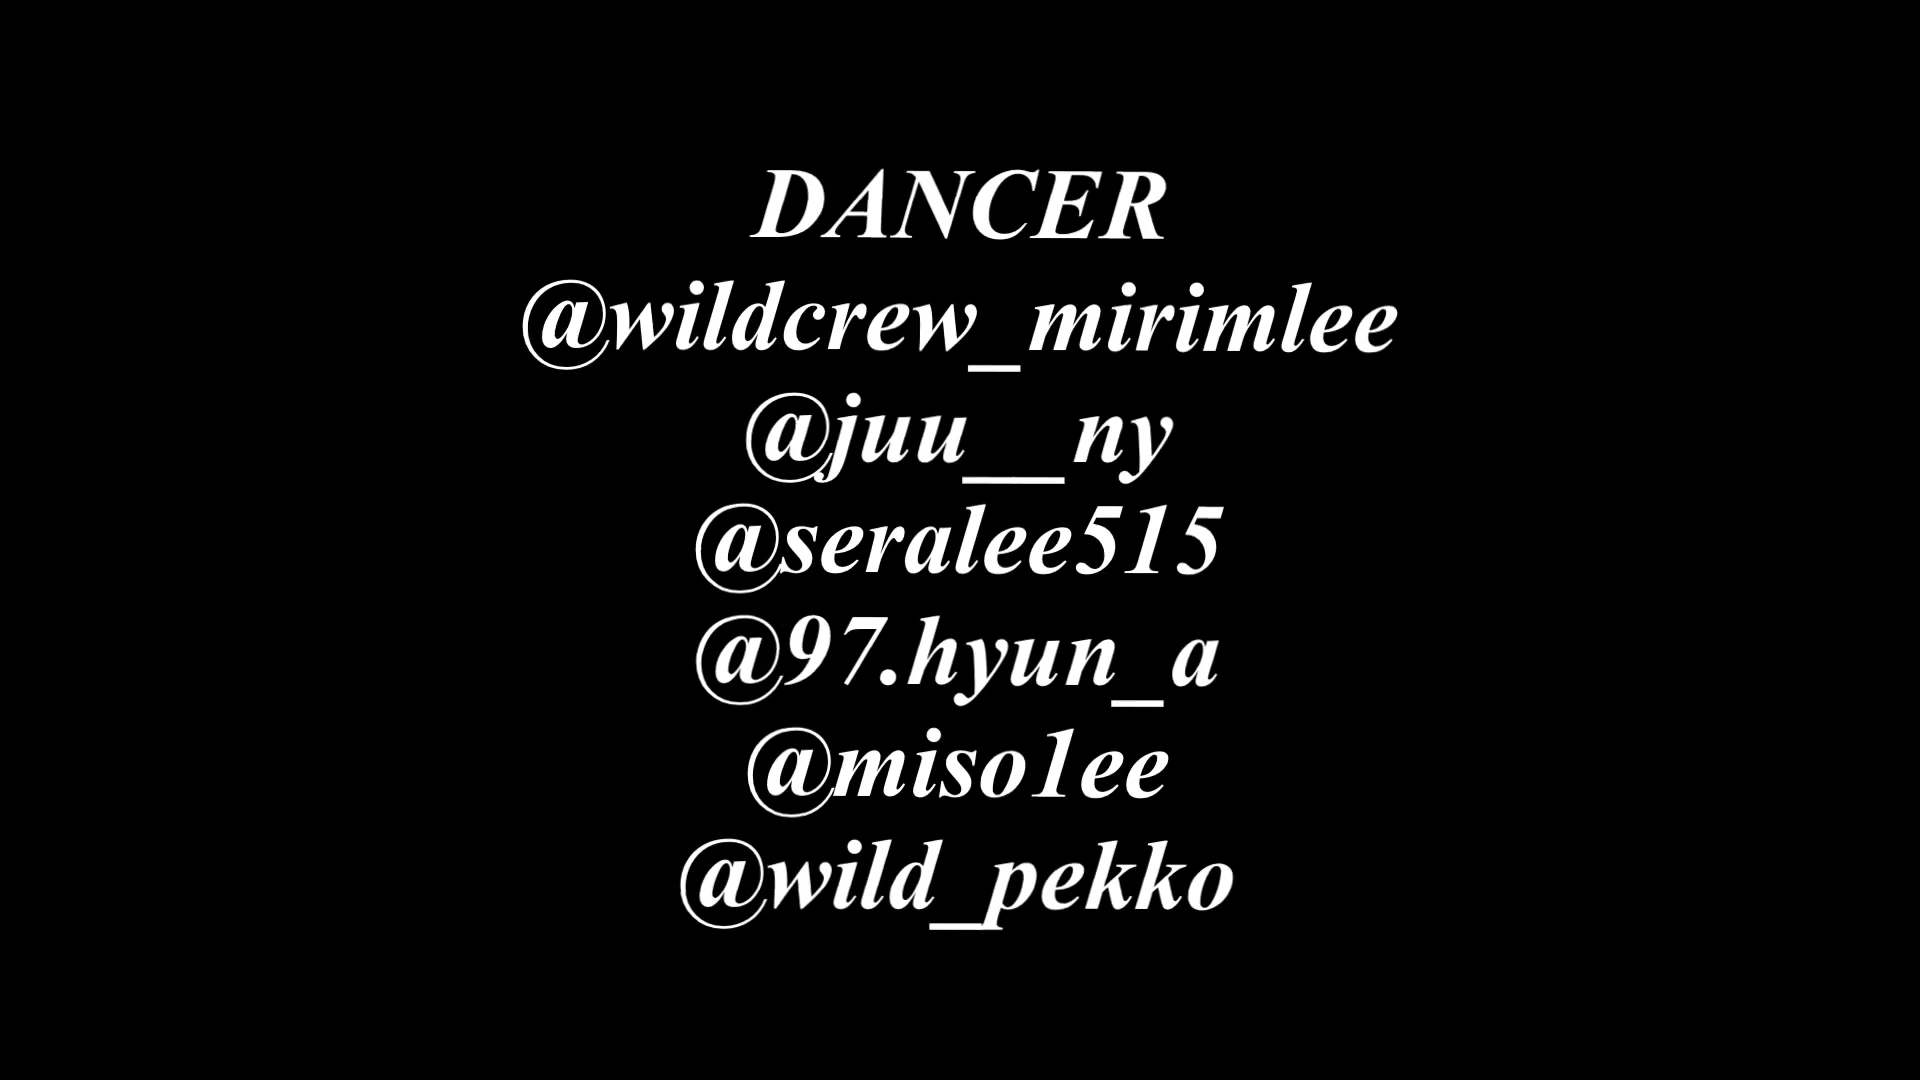 DANCER
@wildcrew_mirimlee
@juu__ny
@seralee515
@97.hyun_a
@miso1ee
@wild_pekko